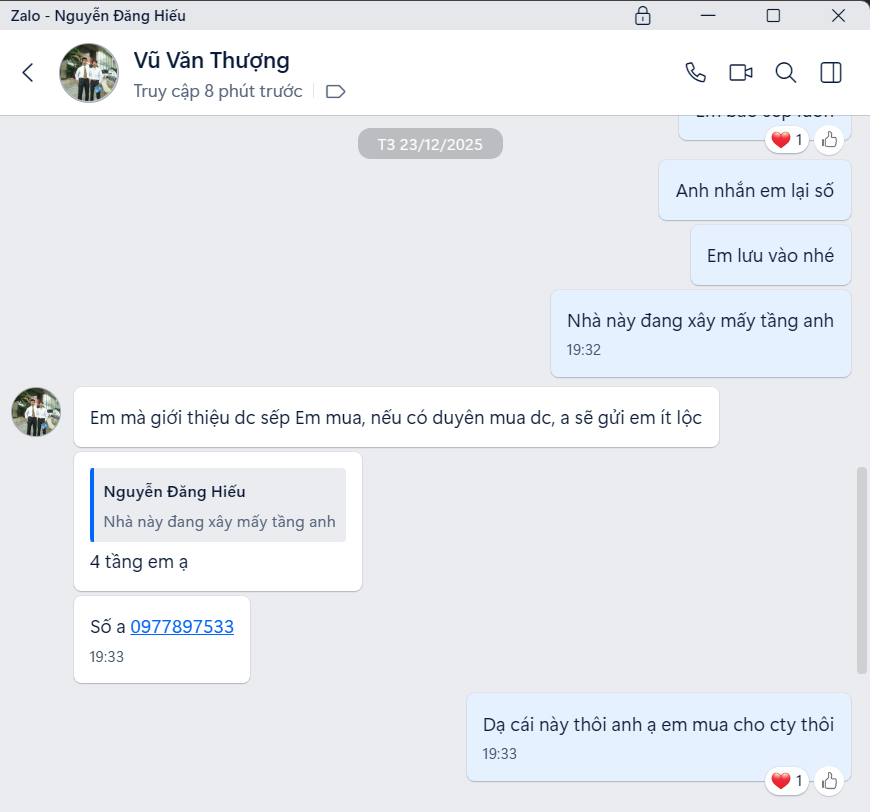 Zalo - Nguyễn Đăng Hiếu
Vũ Văn Thượng
Truy cập 8 phút trước
T3 23/12/2025
1
Anh nhắn em lại số
Em lưu vào nhé
Nhà này đang xây mấy tầng anh
19:32
Em mà giới thiệu dc sếp Em mua, nếu có duyên mua dc, a sẽ gửi em ít lộc
Nguyễn Đăng Hiếu
Nhà này đang xây mấy tầng anh
4 tầng em ạ
Số a 0977897533
19:33
Dạ cái này thôi anh ạ em mua cho cty thôi
19:33
1